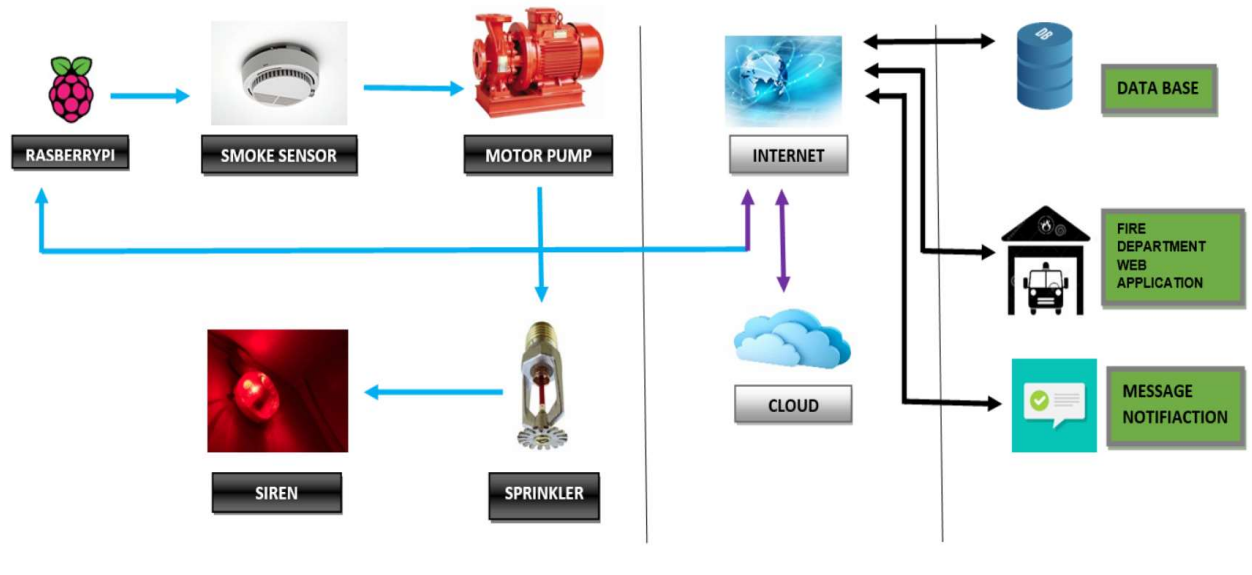 DB
DATA BASE
RASBERRYPI
SMOKE SENSOR
MOTOR PUMP
INTERNET
FIRE
DEPARTMENT
WEB
APPLICATION
CLOUD
MESSAGE
NOTIFIACTION
SIREN
SPRINKLER